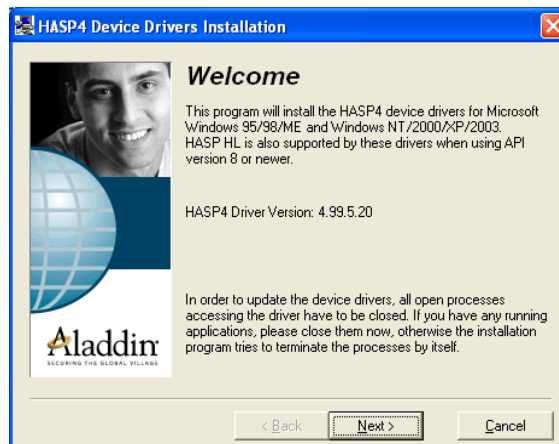 HASP4 Device Drivers Installation
Welcome
This program will install the HASP4 device drivers for Microsoft
Windows 95/98/ME and Windows NT/2000/XP/2003.
HASP HL is also supported by these drivers when using API
version 8 or newer.
HASP4 Driver Version: 4.99.5.20
In order to update the device drivers, all open processes
accessing the driver have to be closed. If you have any running
applications, please close them now, otherwise the installation
program tries to terminate the processes by itself.
Aladdin
SECURING THE GLOBAL VILLAGE
< Back
Next >
Cancel